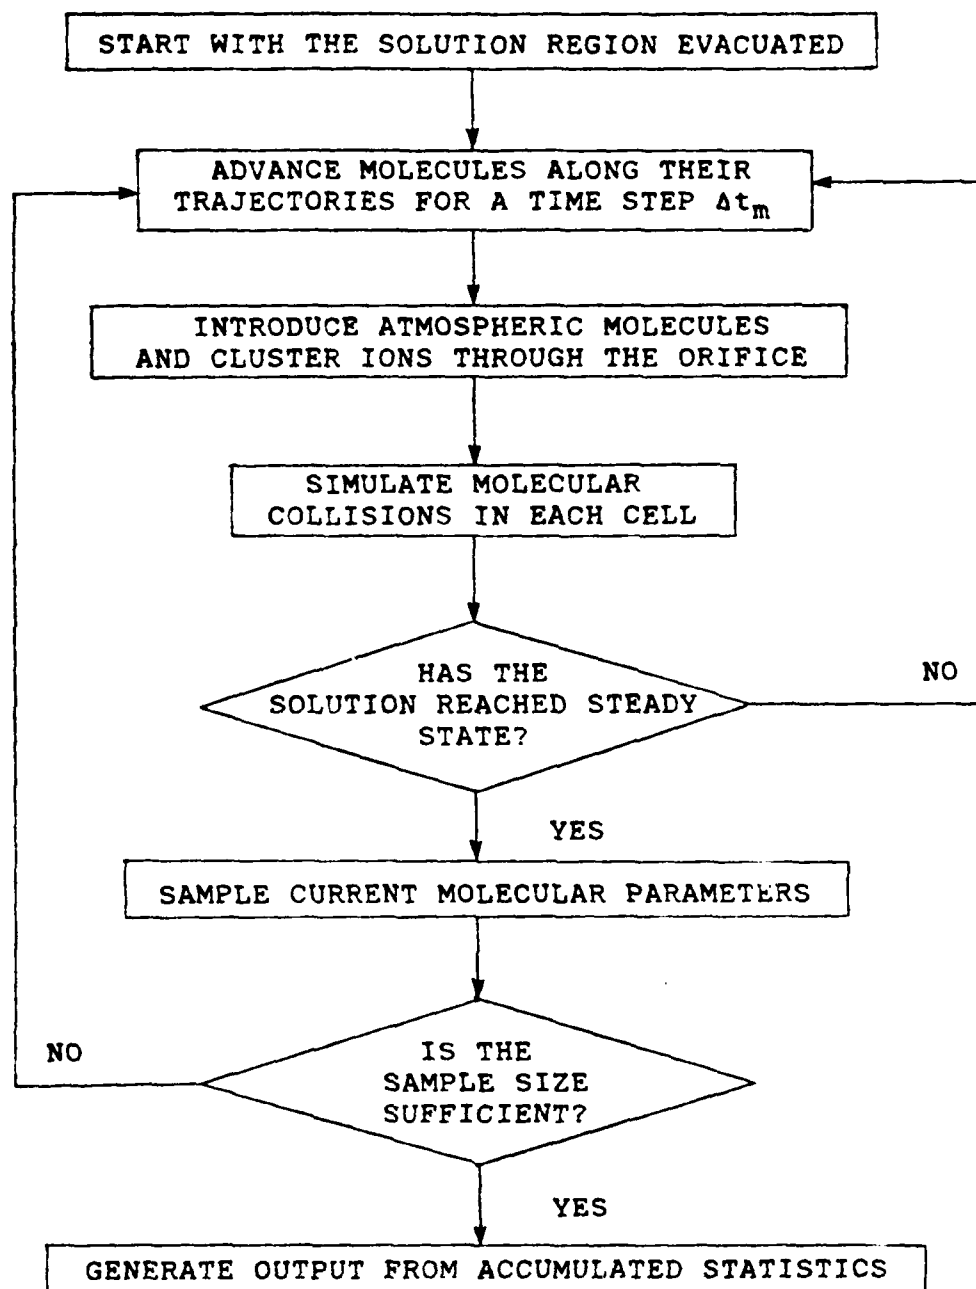 START WITH THE SOLUTION REGION EVACUATED
ADVANCE MOLECULES ALONG THEIR
TRAJECTORIES FOR A TIME STEP Δtₘ
INTRODUCE ATMOSPHERIC MOLECULES
AND CLUSTER IONS THROUGH THE ORIFICE
SIMULATE MOLECULAR
COLLISIONS IN EACH CELL
HAS THE
SOLUTION REACHED STEADY
STATE?
NO
YES
SAMPLE CURRENT MOLECULAR PARAMETERS
IS THE
SAMPLE SIZE
SUFFICIENT?
NO
YES
GENERATE OUTPUT FROM ACCUMULATED STATISTICS